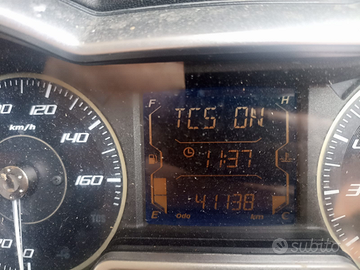 120
140
160
km/h
F
H
TCS ON
11:37
41138
E
Odo
km
C
subito